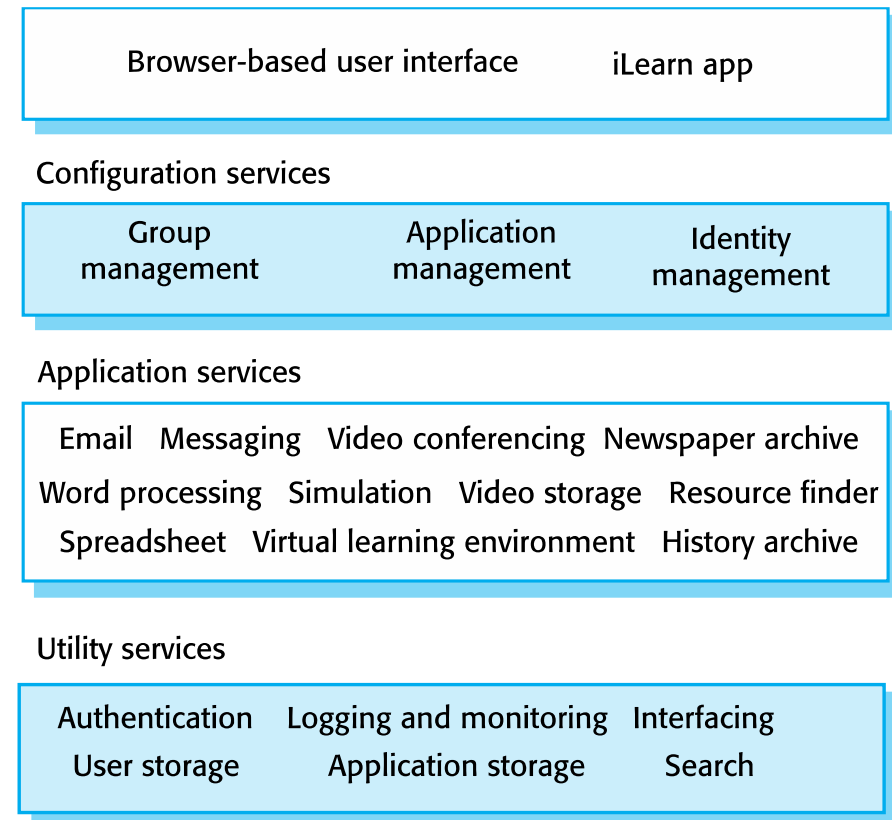 Browser-based user interface iLearn app
Configuration services
Group management
Application management
Identity management
Application services
Email Messaging Video conferencing Newspaper archive
Word processing Simulation Video storage Resource finder
Spreadsheet Virtual learning environment History archive
Utility services
Authentication Logging and monitoring Interfacing
User storage Application storage Search